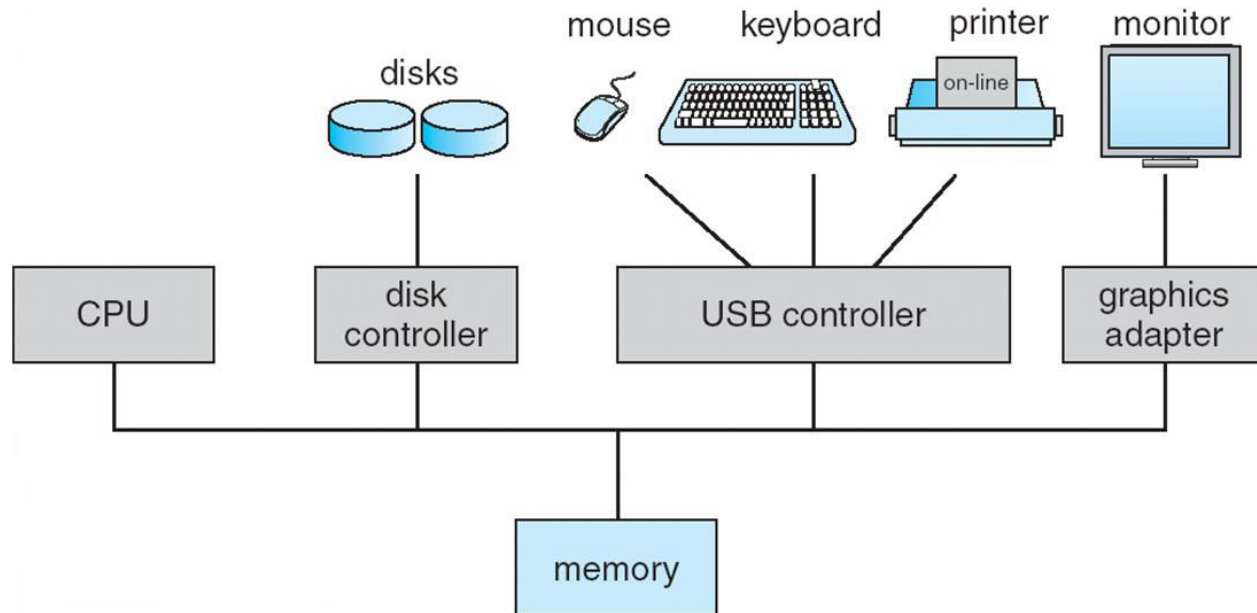 mouse
keyboard
printer
monitor
disks
on-line
CPU
disk
controller
USB controller
graphics
adapter
memory